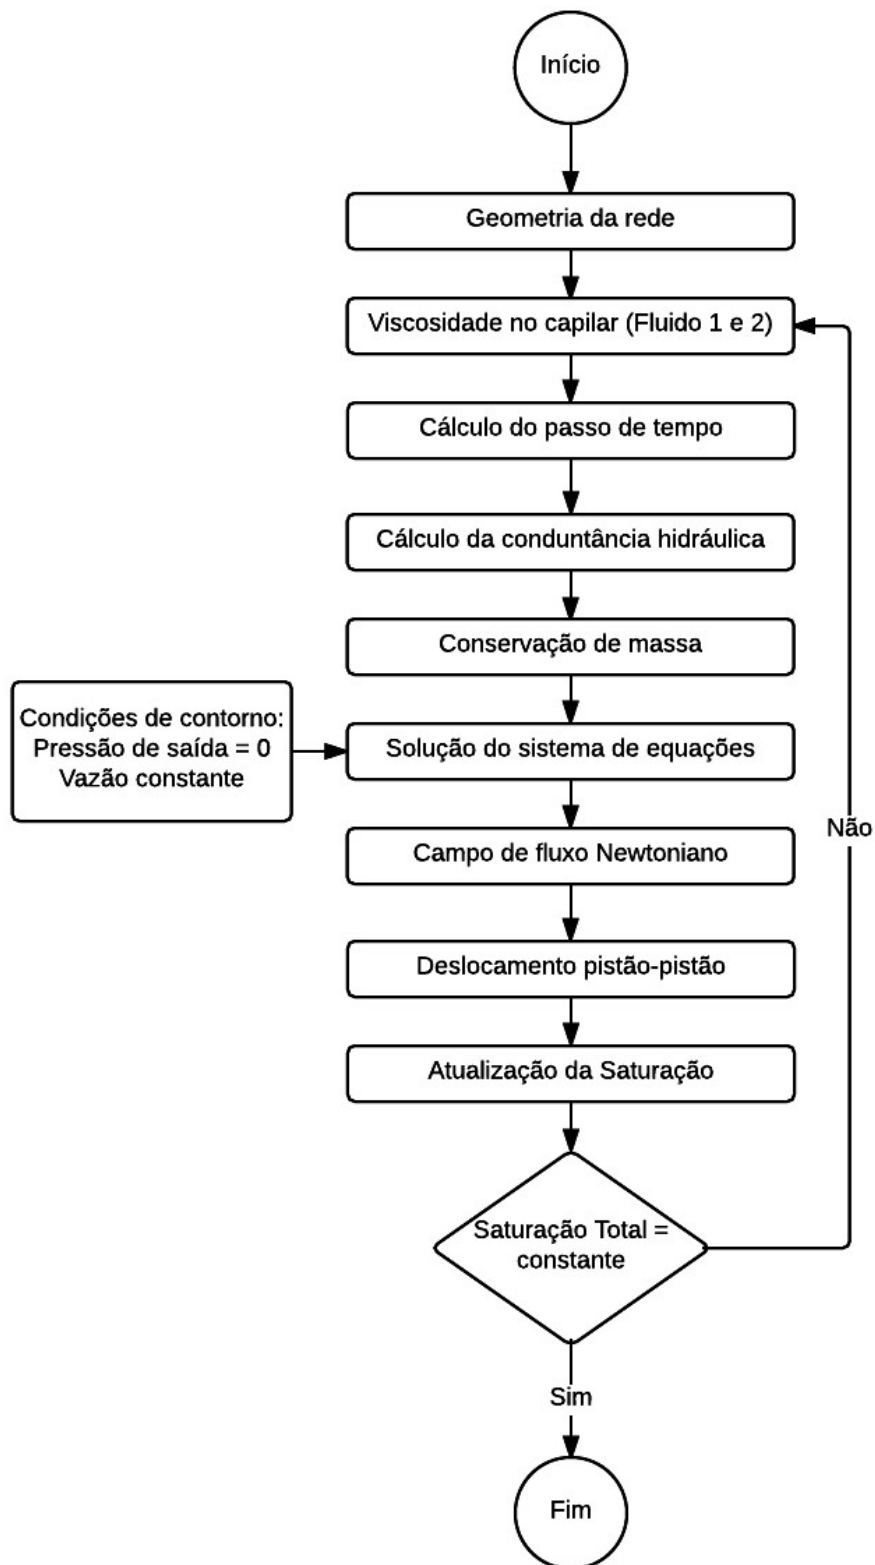 Início
Geometria da rede
Viscosidade no capilar (Fluido 1 e 2)
Cálculo do passo de tempo
Cálculo da conduntância hidráulica
Conservação de massa
Condições de contorno:
Pressão de saída = 0
Vazão constante
Solução do sistema de equações
Campo de fluxo Newtoniano
Não
Deslocamento pistão-pistão
Atualização da Saturação
Saturação Total =
constante
Sim
Fim